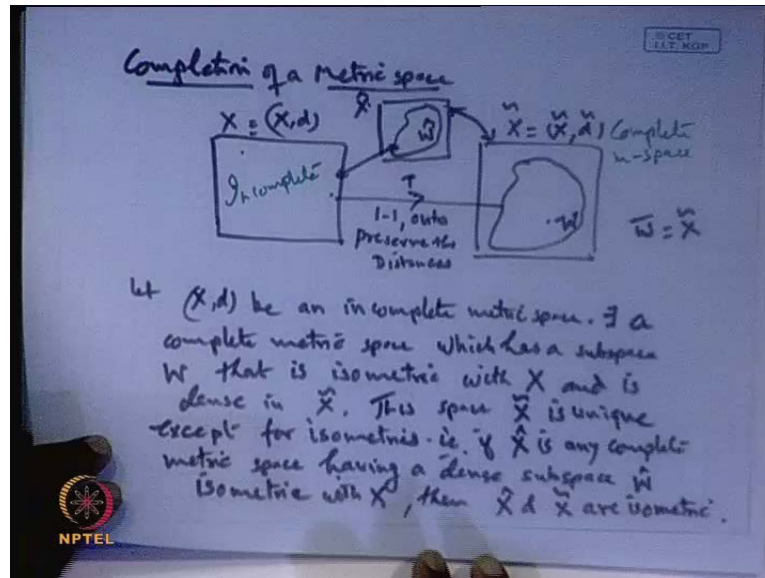 © CET
I.I.T. KGP
Completion of a metric space
X = (X,d)
X̂
Ŵ
X̃ = (X̃, d̃) Complete
m-space
Incomplete
T
1-1, onto
Preserve the
Distances
W
W̄ = X̃
Let (X,d) be an incomplete metric space. ∃ a
complete metric space which has a subspace
W that is isometric with X and is
dense in X̃. This space X̃ is unique
except for isometries. i.e. if X̂ is any complete
metric space having a dense subspace Ŵ
isometric with X, then X̂ & X̃ are isometric.
NPTEL